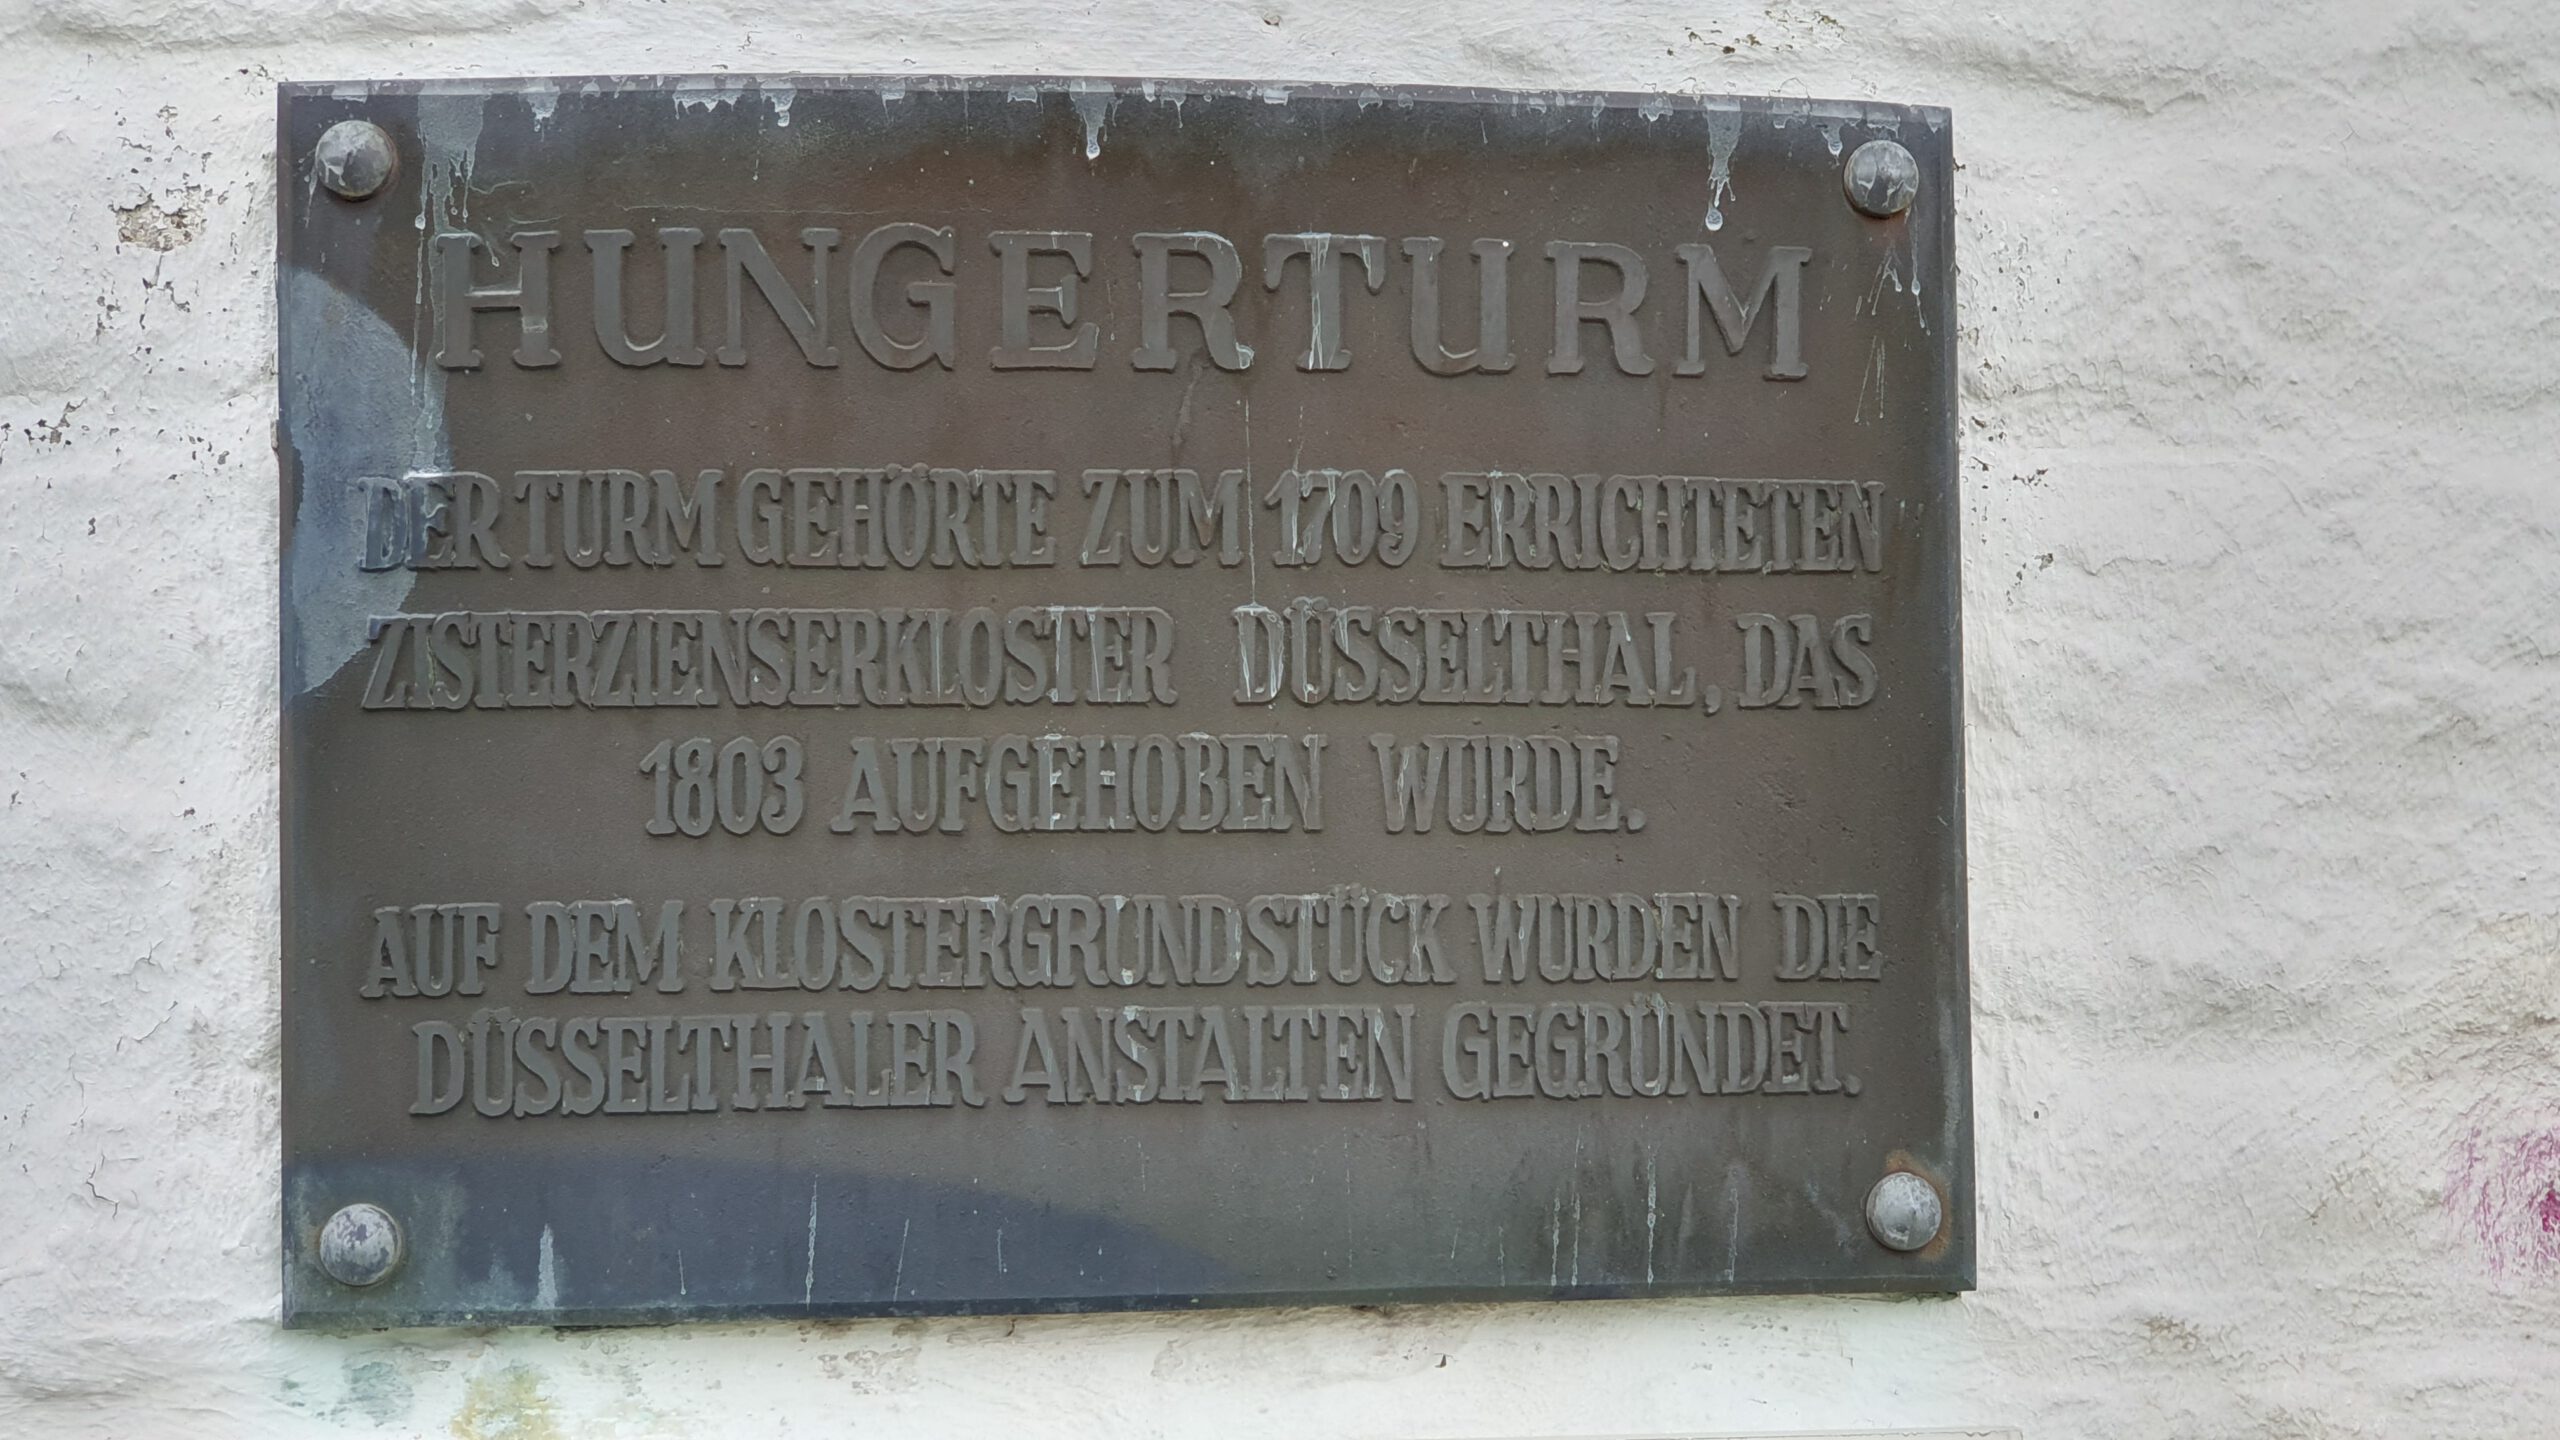 HUNGERTURM
DER TURM GEHÖRTE ZUM 1709 ERRICHTETEN
ZISTERZIENSERKLOSTER DÜSSELTHAL, DAS
1803 AUFGEHOBEN WURDE.
AUF DEM KLOSTERGRUNDSTÜCK WURDEN DIE
DÜSSELTHALER ANSTALTEN GEGRÜNDET.